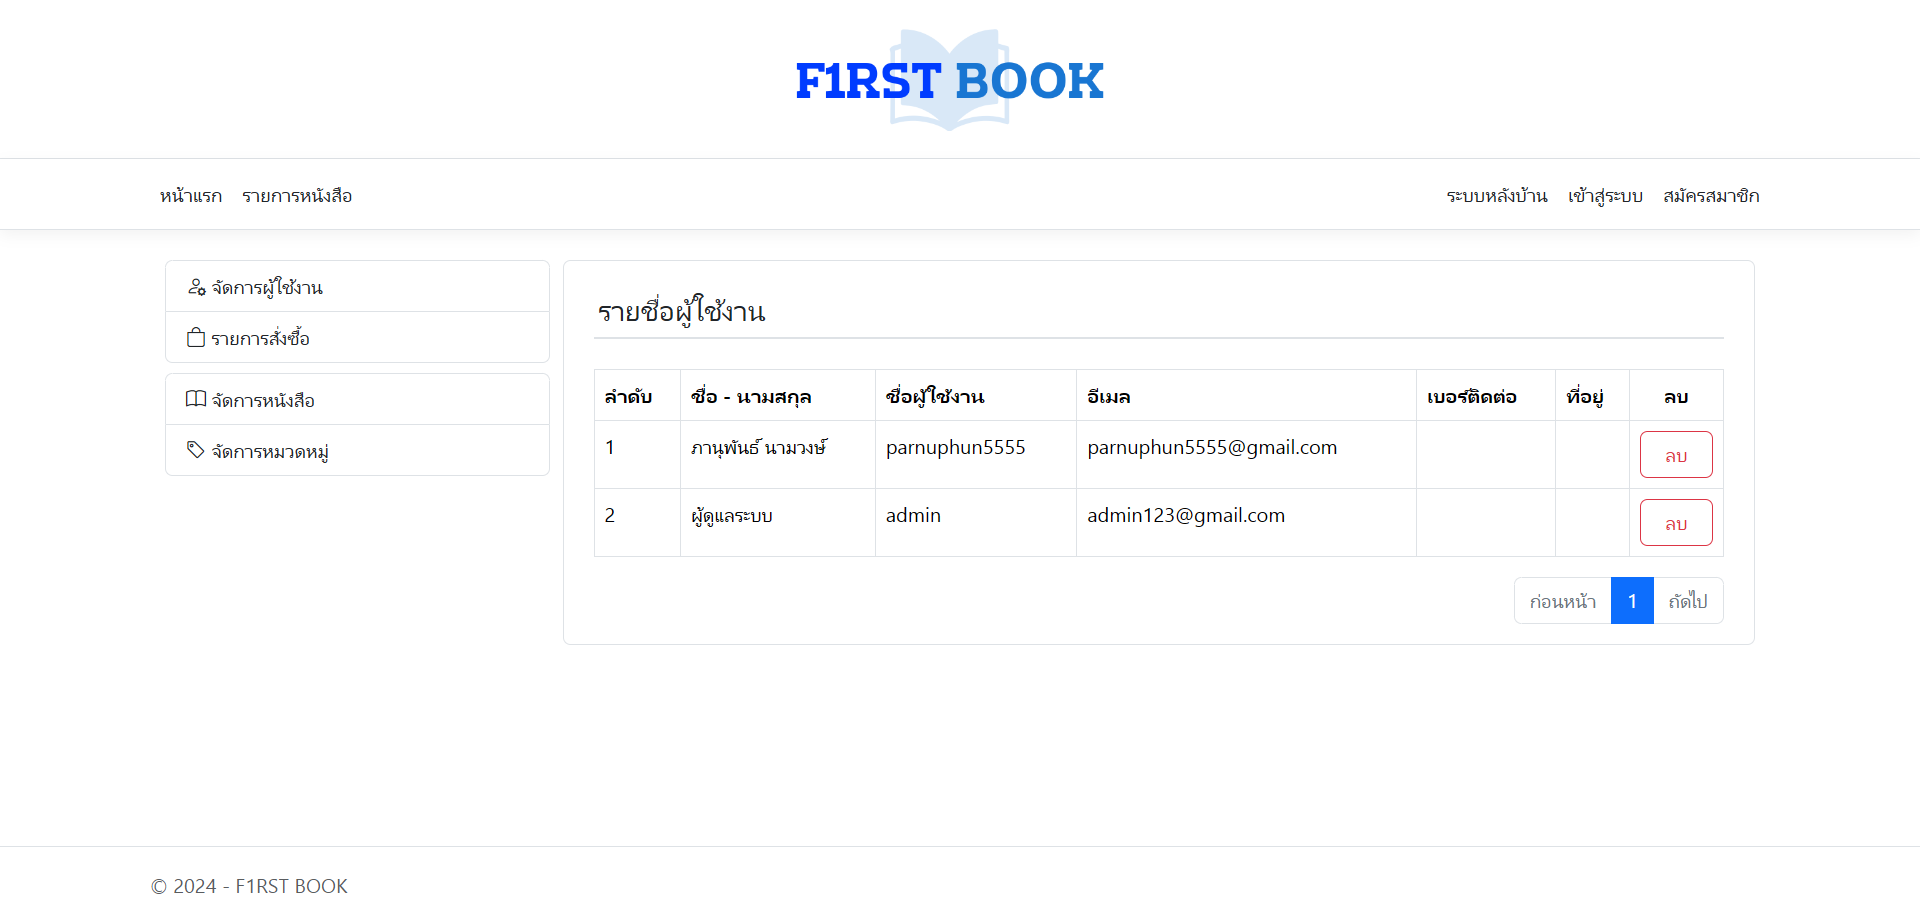 F1RST BOOK
หน้าแรก รายการหนังสือ ระบบหลังบ้าน เข้าสู่ระบบ สมัครสมาชิก
จัดการผู้ใช้งาน
รายการสั่งซื้อ
จัดการหนังสือ
จัดการหมวดหมู่
รายชื่อผู้ใช้งาน
ลำดับ ชื่อ - นามสกุล ชื่อผู้ใช้งาน อีเมล เบอร์ติดต่อ ที่อยู่ ลบ
1 ภานุพันธ์ นามวงษ์ parnuphun5555 parnuphun5555@gmail.com ลบ
2 ผู้ดูแลระบบ admin admin123@gmail.com ลบ
ก่อนหน้า 1 ถัดไป
© 2024 - F1RST BOOK